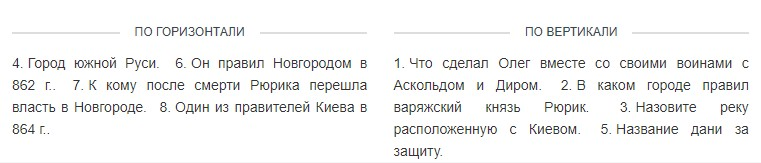 ПО ГОРИЗОНТАЛИ
4. Город южной Руси. 6. Он правил Новгородом в
862 г.. 7. К кому после смерти Рюрика перешла
власть в Новгороде. 8. Один из правителей Киева в
864 г..
ПО ВЕРТИКАЛИ
1. Что сделал Олег вместе со своими воинами с
Аскольдом и Диром. 2. В каком городе правил
варяжский князь Рюрик. 3. Назовите реку
расположенную с Киевом. 5. Название дани за
защиту.